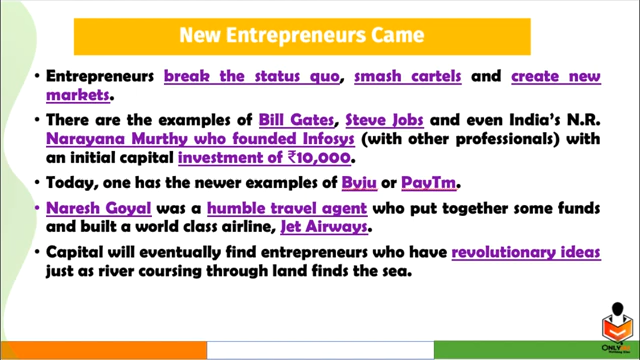 New Entrepreneurs Came
• Entrepreneurs break the status quo, smash cartels and create new
markets.
• There are the examples of Bill Gates, Steve Jobs and even India's N.R.
Narayana Murthy who founded Infosys (with other professionals) with
an initial capital investment of ₹10,000.
• Today, one has the newer examples of Byju or PayTm.
• Naresh Goyal was a humble travel agent who put together some funds
and built a world class airline, Jet Airways.
• Capital will eventually find entrepreneurs who have revolutionary ideas
just as river coursing through land finds the sea.